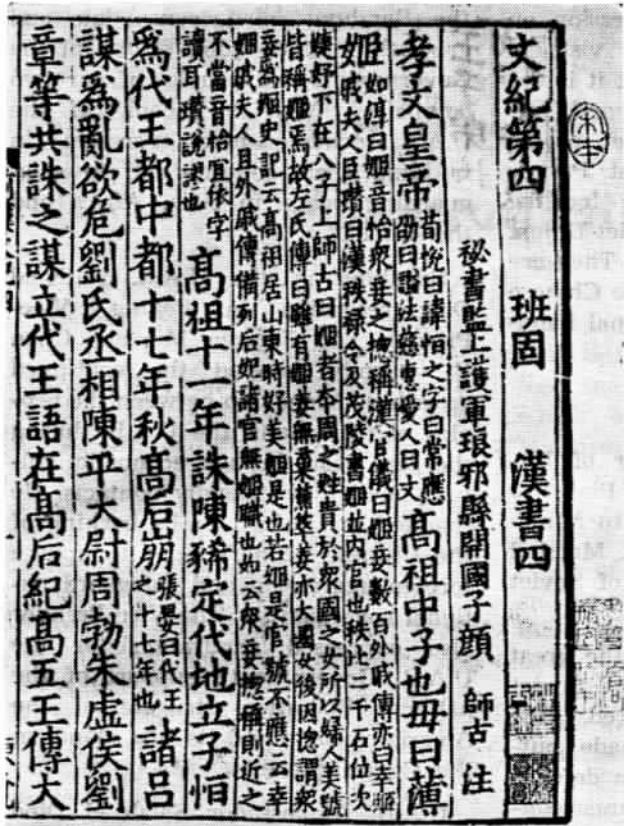 文紀第四　班固　漢書四
祕書監上護軍琅邪縣開國子顔　師古　注
孝文皇帝
荀悅曰諱恒之字曰常應
劭曰謚法慈惠愛人曰文
髙祖中子也母曰薄
姬
如淳曰姬音怡衆妾之揔稱漢官儀曰姬妾數百外戚傳亦曰幸姬
戚夫人臣瓚曰漢秩祿令及茂陵書姬並内官也秩比二千石位次
婕妤下在八子上師古曰姬者本周之姓貴於衆國之女所以婦人美號
皆稱姬焉故左氏傳曰雖有姬姜無棄蕉萃姜亦大國女後因揔謂衆
妾爲姬史記云高祖居山東時好美姬是也若姬是官號不應云幸
姬戚夫人且外戚傳備列后妃諸官無姬職也如云衆妾揔稱則近之
不當音怡宜依字
讀耳瓚說謬也
髙祖十一年誅陳豨定代地立子恒
爲代王都中都十七年秋髙后崩
張晏曰代王
之十七年也
諸吕
謀爲亂欲危劉氏丞相陳平大尉周勃朱虚侯劉
章等共誅之謀立代王語在髙后紀髙五王傳大